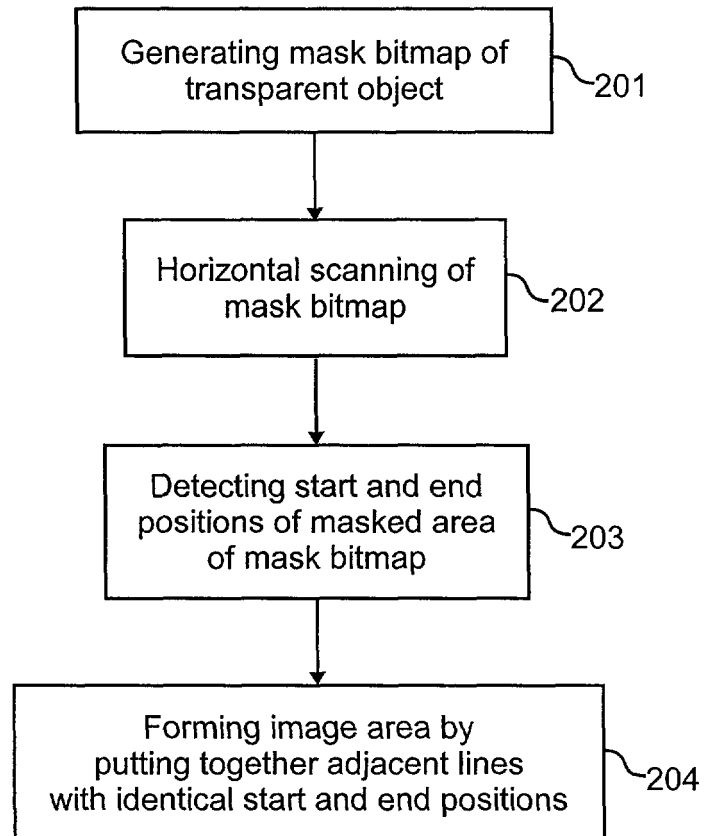 Generating mask bitmap of
transparent object
201
Horizontal scanning of
mask bitmap
202
Detecting start and end
positions of masked area
of mask bitmap
203
Forming image area by
putting together adjacent lines
with identical start and end positions
204